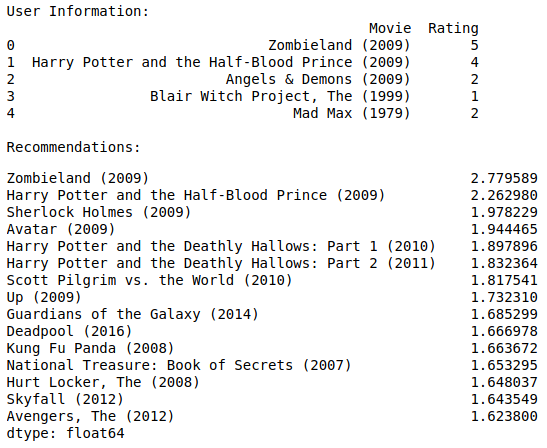 User Information:
Movie Rating
0 Zombieland (2009) 5
1 Harry Potter and the Half-Blood Prince (2009) 4
2 Angels & Demons (2009) 2
3 Blair Witch Project, The (1999) 1
4 Mad Max (1979) 2
Recommendations:
Zombieland (2009) 2.779589
Harry Potter and the Half-Blood Prince (2009) 2.262980
Sherlock Holmes (2009) 1.978229
Avatar (2009) 1.944465
Harry Potter and the Deathly Hallows: Part 1 (2010) 1.897896
Harry Potter and the Deathly Hallows: Part 2 (2011) 1.832364
Scott Pilgrim vs. the World (2010) 1.817541
Up (2009) 1.732310
Guardians of the Galaxy (2014) 1.685299
Deadpool (2016) 1.666978
Kung Fu Panda (2008) 1.663672
National Treasure: Book of Secrets (2007) 1.653295
Hurt Locker, The (2008) 1.648037
Skyfall (2012) 1.643549
Avengers, The (2012) 1.623800
dtype: float64